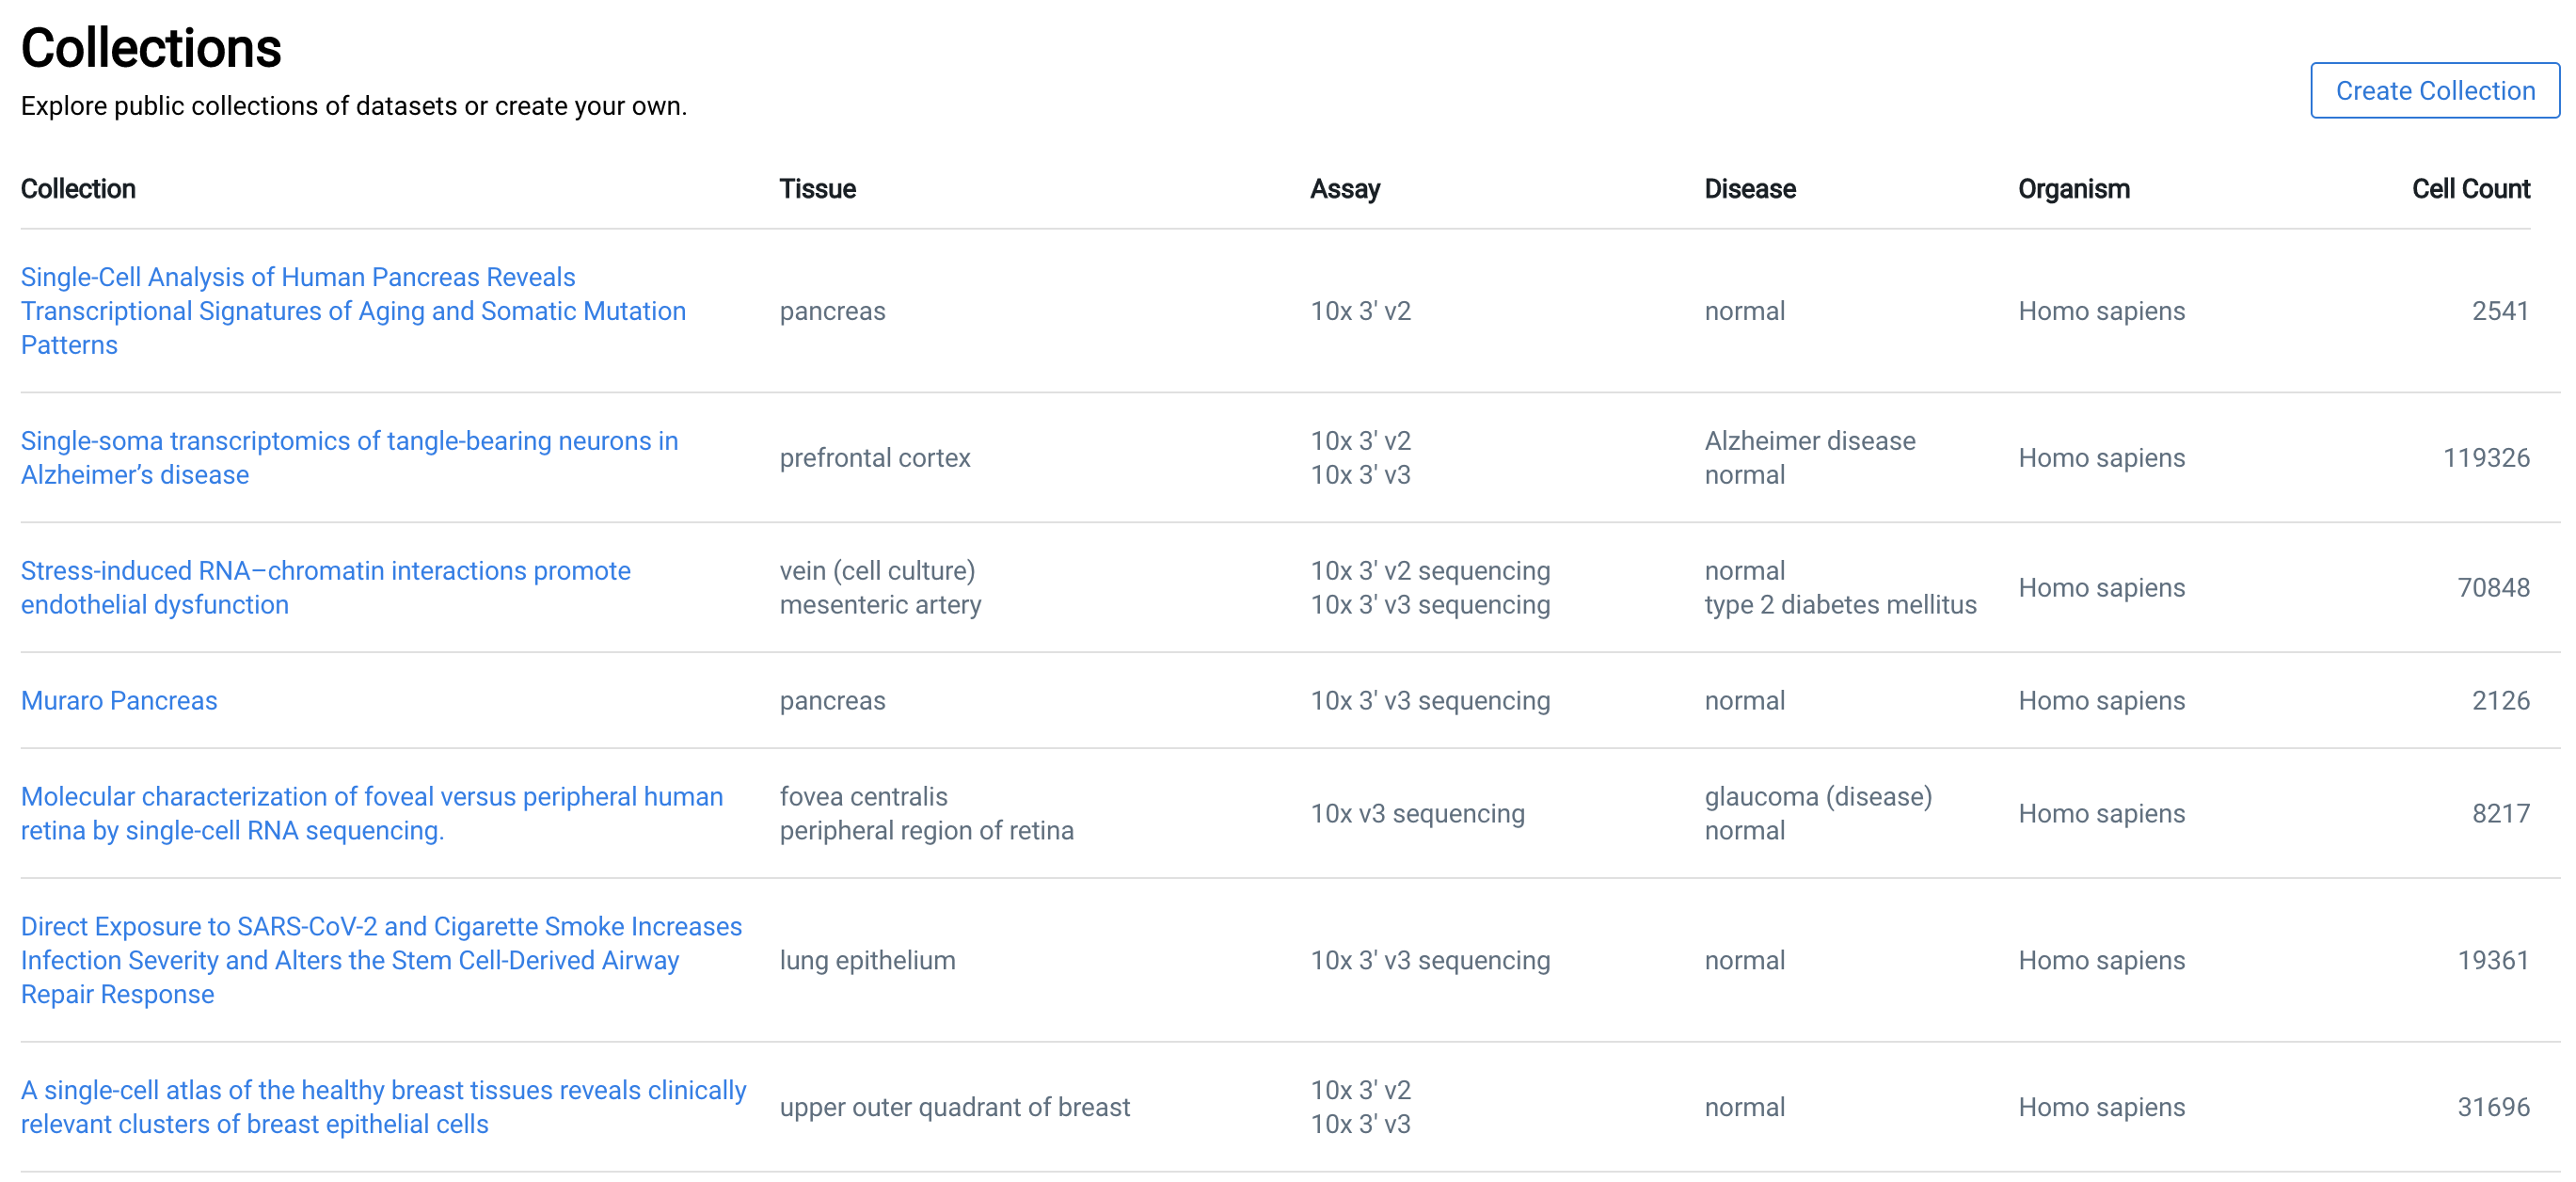 Collections
Explore public collections of datasets or create your own.
Create Collection
Collection Tissue Assay Disease Organism Cell Count
Single-Cell Analysis of Human Pancreas Reveals
Transcriptional Signatures of Aging and Somatic Mutation
Patterns
pancreas
10x 3' v2
normal
Homo sapiens
2541
Single-soma transcriptomics of tangle-bearing neurons in
Alzheimer’s disease
prefrontal cortex
10x 3' v2
10x 3' v3
Alzheimer disease
normal
Homo sapiens
119326
Stress-induced RNA–chromatin interactions promote
endothelial dysfunction
vein (cell culture)
mesenteric artery
10x 3' v2 sequencing
10x 3' v3 sequencing
normal
type 2 diabetes mellitus
Homo sapiens
70848
Muraro Pancreas
pancreas
10x 3' v3 sequencing
normal
Homo sapiens
2126
Molecular characterization of foveal versus peripheral human
retina by single-cell RNA sequencing.
fovea centralis
peripheral region of retina
10x v3 sequencing
glaucoma (disease)
normal
Homo sapiens
8217
Direct Exposure to SARS-CoV-2 and Cigarette Smoke Increases
Infection Severity and Alters the Stem Cell-Derived Airway
Repair Response
lung epithelium
10x 3' v3 sequencing
normal
Homo sapiens
19361
A single-cell atlas of the healthy breast tissues reveals clinically
relevant clusters of breast epithelial cells
upper outer quadrant of breast
10x 3' v2
10x 3' v3
normal
Homo sapiens
31696